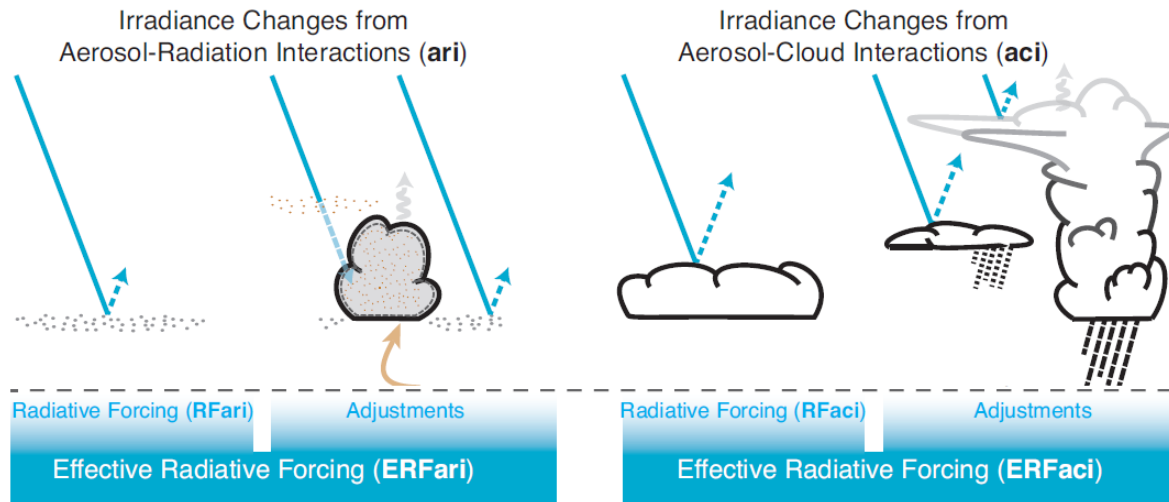 Irradiance Changes from
Aerosol-Radiation Interactions (ari)
Irradiance Changes from
Aerosol-Cloud Interactions (aci)
Radiative Forcing (RFari)
Adjustments
Radiative Forcing (RFaci)
Adjustments
Effective Radiative Forcing (ERFari)
Effective Radiative Forcing (ERFaci)